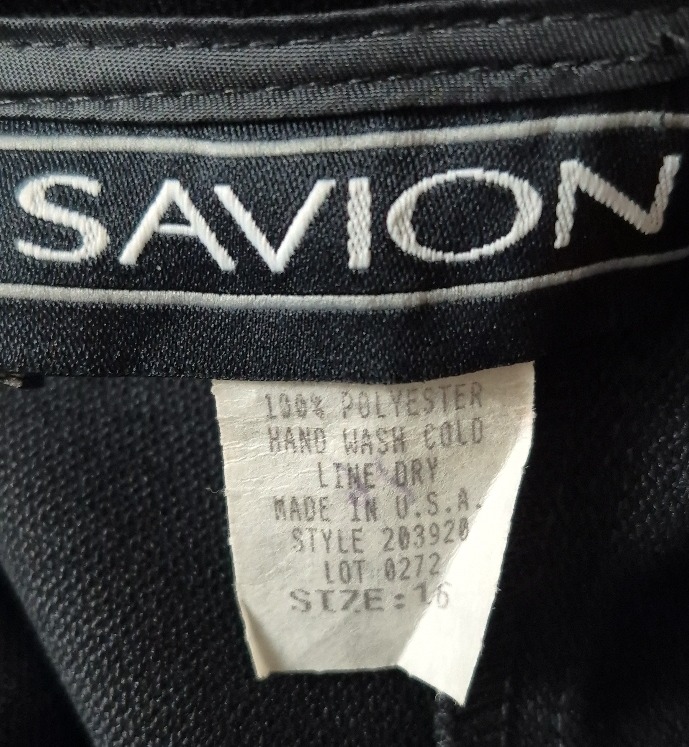 SAVION
100% POLYESTER
HAND WASH COLD
LINE DRY
MADE IN U.S.A.
STYLE 203920
LOT 0272
SIZE:16